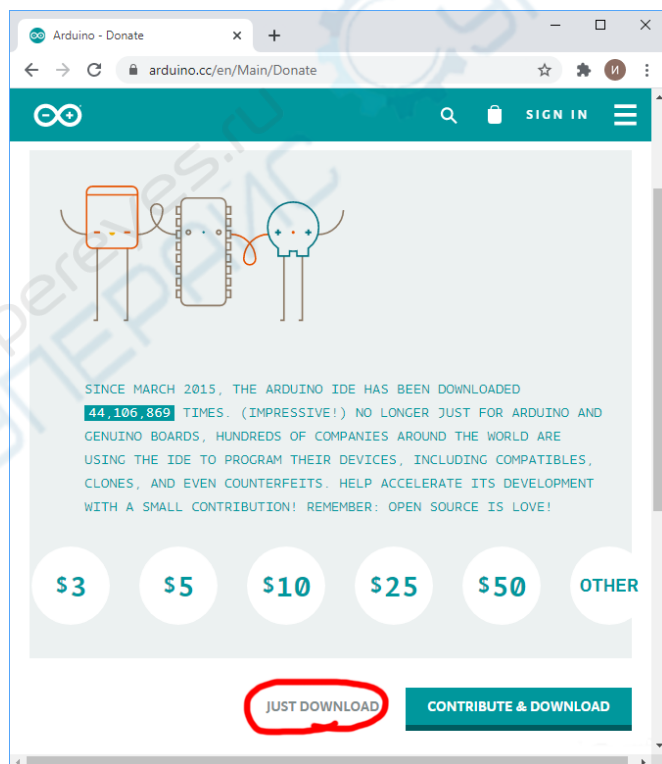 Arduino - Donate
arduino.cc/en/Main/Donate
И
SIGN IN
SINCE MARCH 2015, THE ARDUINO IDE HAS BEEN DOWNLOADED
44,106,869 TIMES. (IMPRESSIVE!) NO LONGER JUST FOR ARDUINO AND
GENUINO BOARDS, HUNDREDS OF COMPANIES AROUND THE WORLD ARE
USING THE IDE TO PROGRAM THEIR DEVICES, INCLUDING COMPATIBLES,
CLONES, AND EVEN COUNTERFEITS. HELP ACCELERATE ITS DEVELOPMENT
WITH A SMALL CONTRIBUTION! REMEMBER: OPEN SOURCE IS LOVE!
$3 $5 $10 $25 $50 OTHER
JUST DOWNLOAD CONTRIBUTE & DOWNLOAD